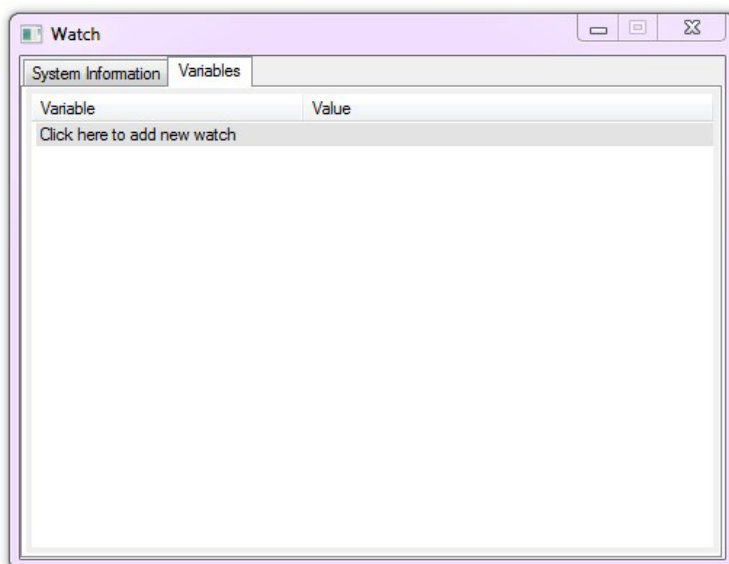 Watch
System Information Variables
Variable Value
Click here to add new watch